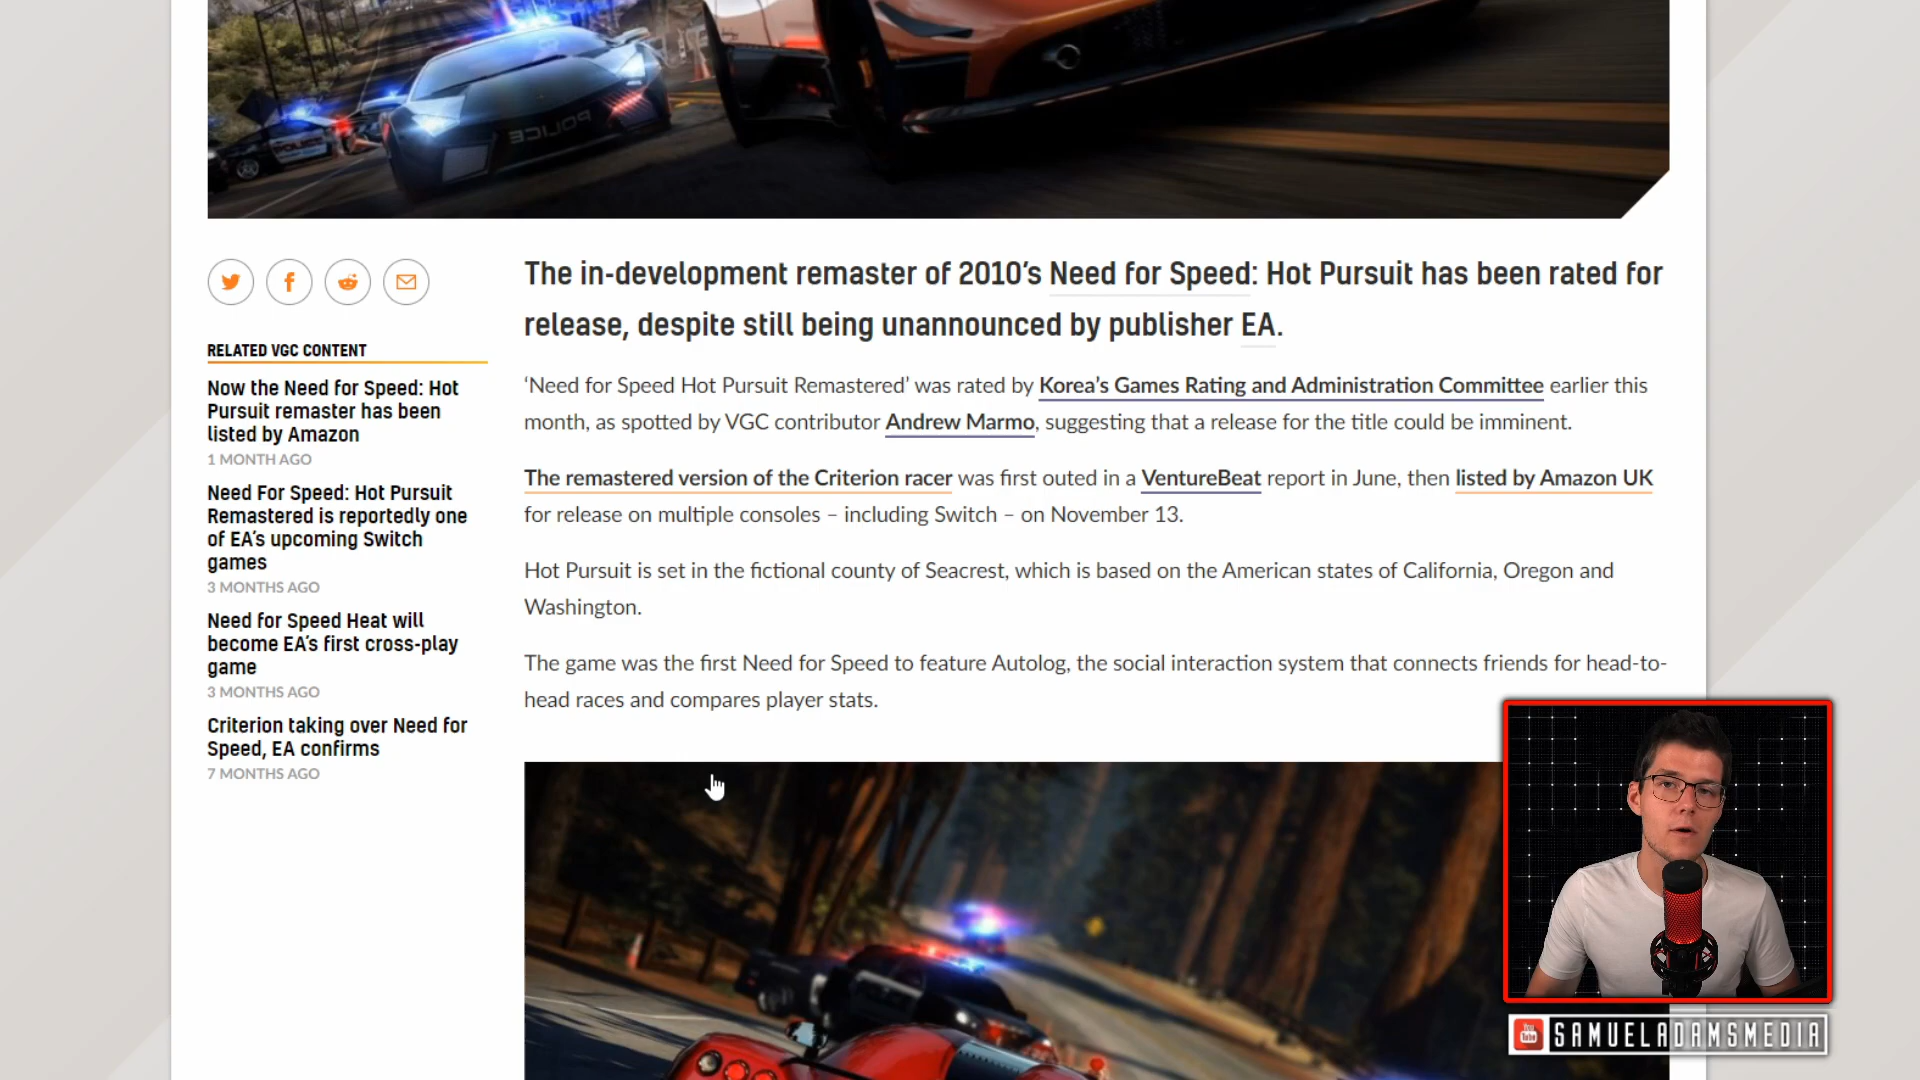 POLICE
POLICE
The in-development remaster of 2010's Need for Speed: Hot Pursuit has been rated for
release, despite still being unannounced by publisher EA.
RELATED VGC CONTENT
Now the Need for Speed: Hot
Pursuit remaster has been
listed by Amazon
1 MONTH AGO
Need For Speed: Hot Pursuit
Remastered is reportedly one
of EA's upcoming Switch
games
3 MONTHS AGO
Need for Speed Heat will
become EA's first cross-play
game
3 MONTHS AGO
Criterion taking over Need for
Speed, EA confirms
7 MONTHS AGO
‘Need for Speed Hot Pursuit Remastered’ was rated by Korea's Games Rating and Administration Committee earlier this
month, as spotted by VGC contributor Andrew Marmo, suggesting that a release for the title could be imminent.
The remastered version of the Criterion racer was first outed in a VentureBeat report in June, then listed by Amazon UK
for release on multiple consoles – including Switch – on November 13.
Hot Pursuit is set in the fictional county of Seacrest, which is based on the American states of California, Oregon and
Washington.
The game was the first Need for Speed to feature Autolog, the social interaction system that connects friends for head-to-
head races and compares player stats.
You Tube SAMUELADAMSMEDIA